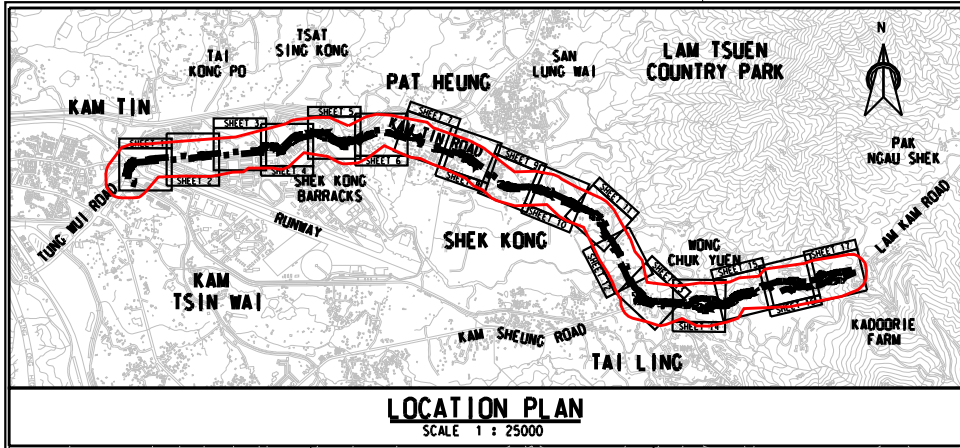 TSAT
SING KONG
TAI
KONG PO
SAN
LUNG WAI
LAM TSUEN
COUNTRY PARK
N
PAT HEUNG
KAM TIN
PAK
NGAU SHEK
SHEET
SHEET 2
SHEET 3
SHEET 4
SHEET 5
SHEET 6
SHEET 7
KAM TIN ROAD
SHEET
SHEET 9
SHEET 10
SHEET 11
SHEET 12
SHEET
SHEET 14
SHEET 15
SHEET
SHEET 17
SHEK KONG
BARRACKS
RUNWAY
TUNG WUI ROAD
SHEK KONG
WONG
CHUK YUEN
LAM KAM ROAD
KAM
TSIN WAI
KAM SHEUNG ROAD
TAI LING
KADOORIE
FARM
LOCATION PLAN
SCALE 1 : 25000